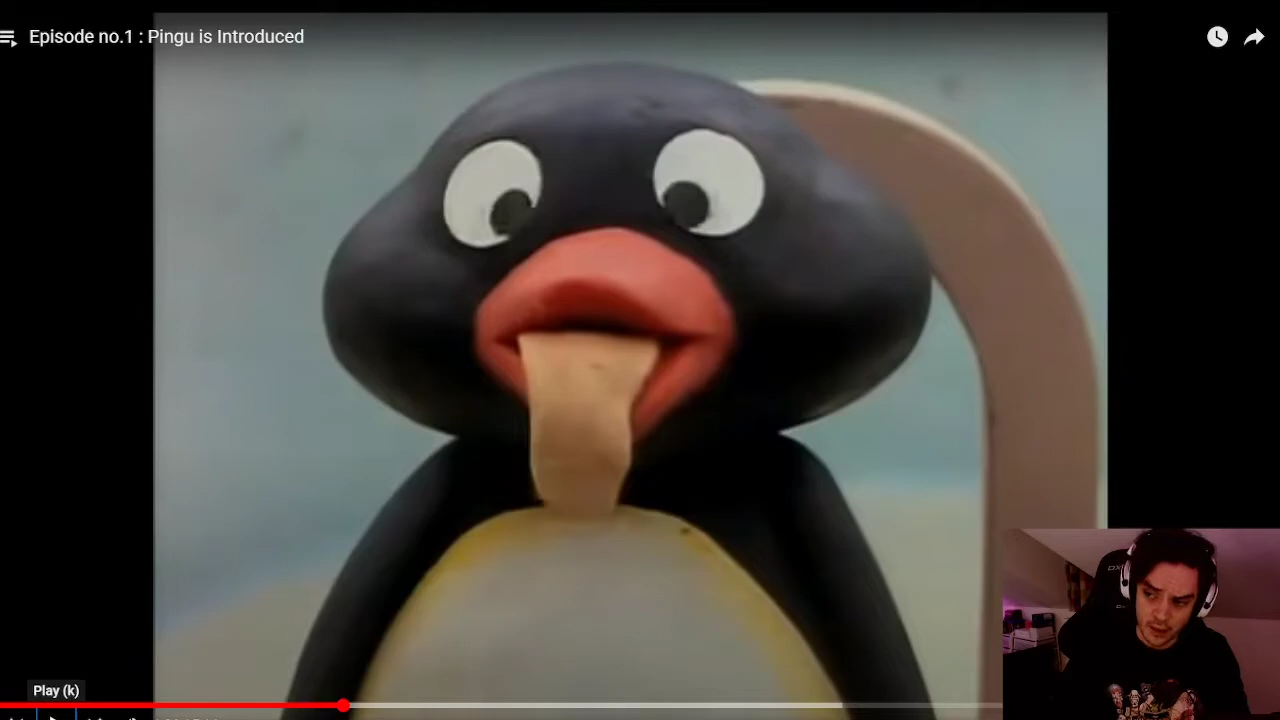 Episode no.1 : Pingu is Introduced
Play (k)